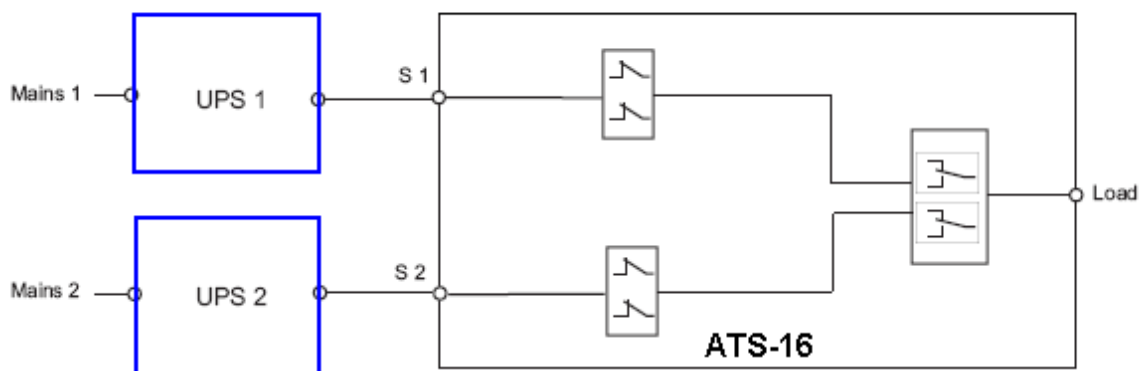 Mains 1
UPS 1
S 1
Load
Mains 2
UPS 2
S 2
ATS-16